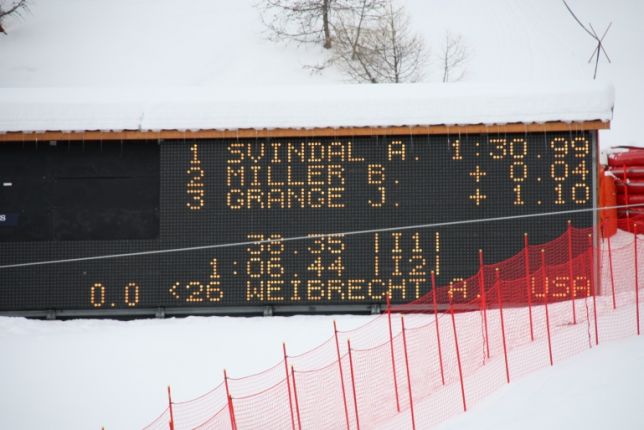 1 SVINDAL A. 1:30.99
2 MILLER B. + 0.04
3 GRANGE J. + 1.10
.35 [I1]
1:06.44 [I2]
0.0 <26 WEIBRECHT A. USA